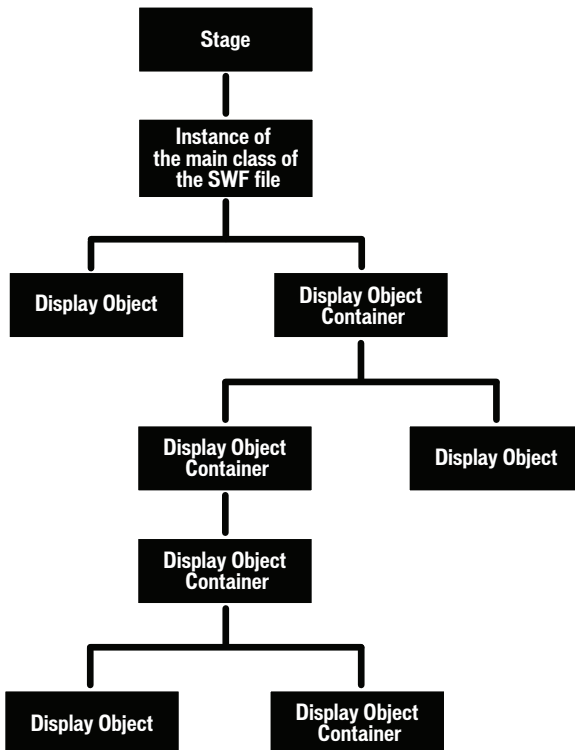 Stage
Instance of
the main class of
the SWF file
Display Object
Display Object
Container
Display Object
Container
Display Object
Display Object
Container
Display Object
Display Object
Container